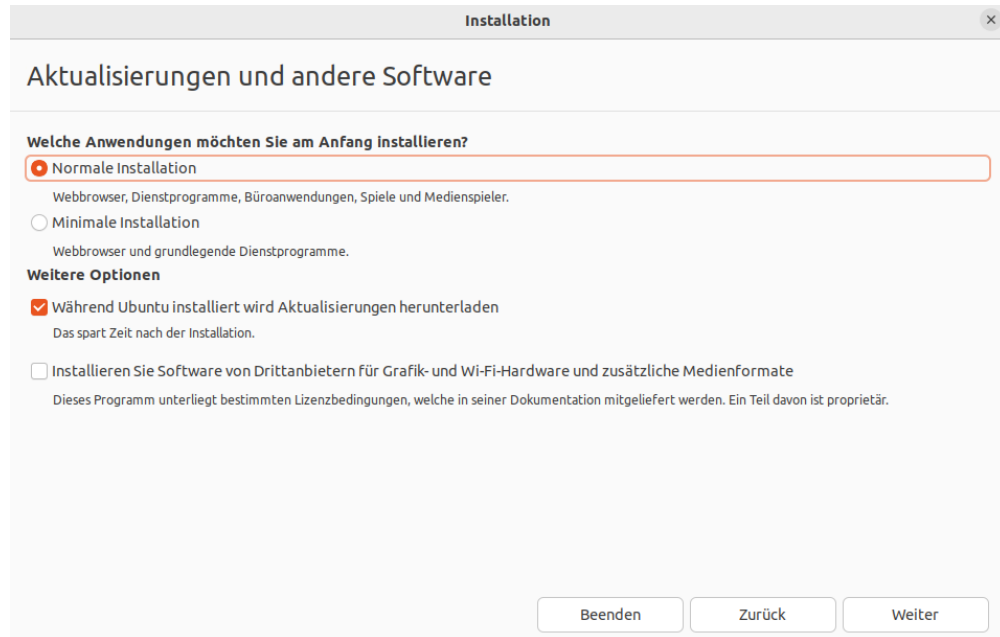 Installation
Aktualisierungen und andere Software
Welche Anwendungen möchten Sie am Anfang installieren?
Normale Installation
Webbrowser, Dienstprogramme, Büroanwendungen, Spiele und Medienspieler.
Minimale Installation
Webbrowser und grundlegende Dienstprogramme.
Weitere Optionen
Während Ubuntu installiert wird Aktualisierungen herunterladen
Das spart Zeit nach der Installation.
Installieren Sie Software von Drittanbietern für Grafik- und Wi-Fi-Hardware und zusätzliche Medienformate
Dieses Programm unterliegt bestimmten Lizenzbedingungen, welche in seiner Dokumentation mitgeliefert werden. Ein Teil davon ist proprietär.
Beenden Zurück Weiter